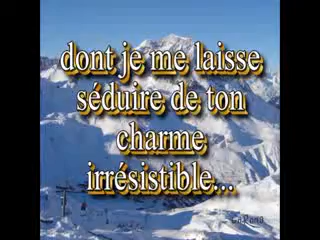 dont je me laisse
séduire de ton
charme
irrésistible...